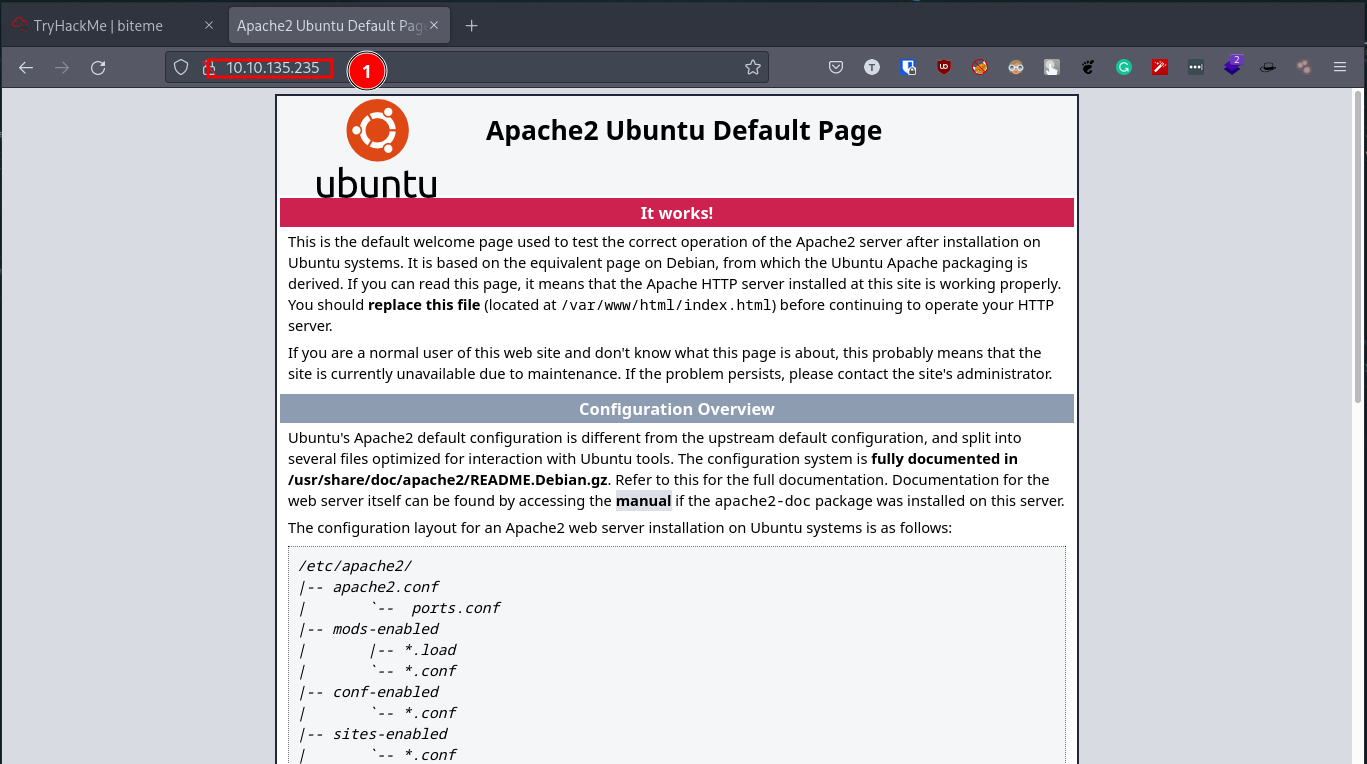 TryHackMe | biteme
Apache2 Ubuntu Default Pag
10.10.135.235
1
T
UD
2
ubuntu
Apache2 Ubuntu Default Page
It works!
This is the default welcome page used to test the correct operation of the Apache2 server after installation on
Ubuntu systems. It is based on the equivalent page on Debian, from which the Ubuntu Apache packaging is
derived. If you can read this page, it means that the Apache HTTP server installed at this site is working properly.
You should replace this file (located at /var/www/html/index.html) before continuing to operate your HTTP
server.
If you are a normal user of this web site and don't know what this page is about, this probably means that the
site is currently unavailable due to maintenance. If the problem persists, please contact the site's administrator.
Configuration Overview
Ubuntu's Apache2 default configuration is different from the upstream default configuration, and split into
several files optimized for interaction with Ubuntu tools. The configuration system is fully documented in
/usr/share/doc/apache2/README.Debian.gz. Refer to this for the full documentation. Documentation for the
web server itself can be found by accessing the manual if the apache2-doc package was installed on this server.
The configuration layout for an Apache2 web server installation on Ubuntu systems is as follows:
/etc/apache2/
|-- apache2.conf
|       `--  ports.conf
|-- mods-enabled
|       |-- *.load
|       `-- *.conf
|-- conf-enabled
|       `-- *.conf
|-- sites-enabled
|       `-- *.conf